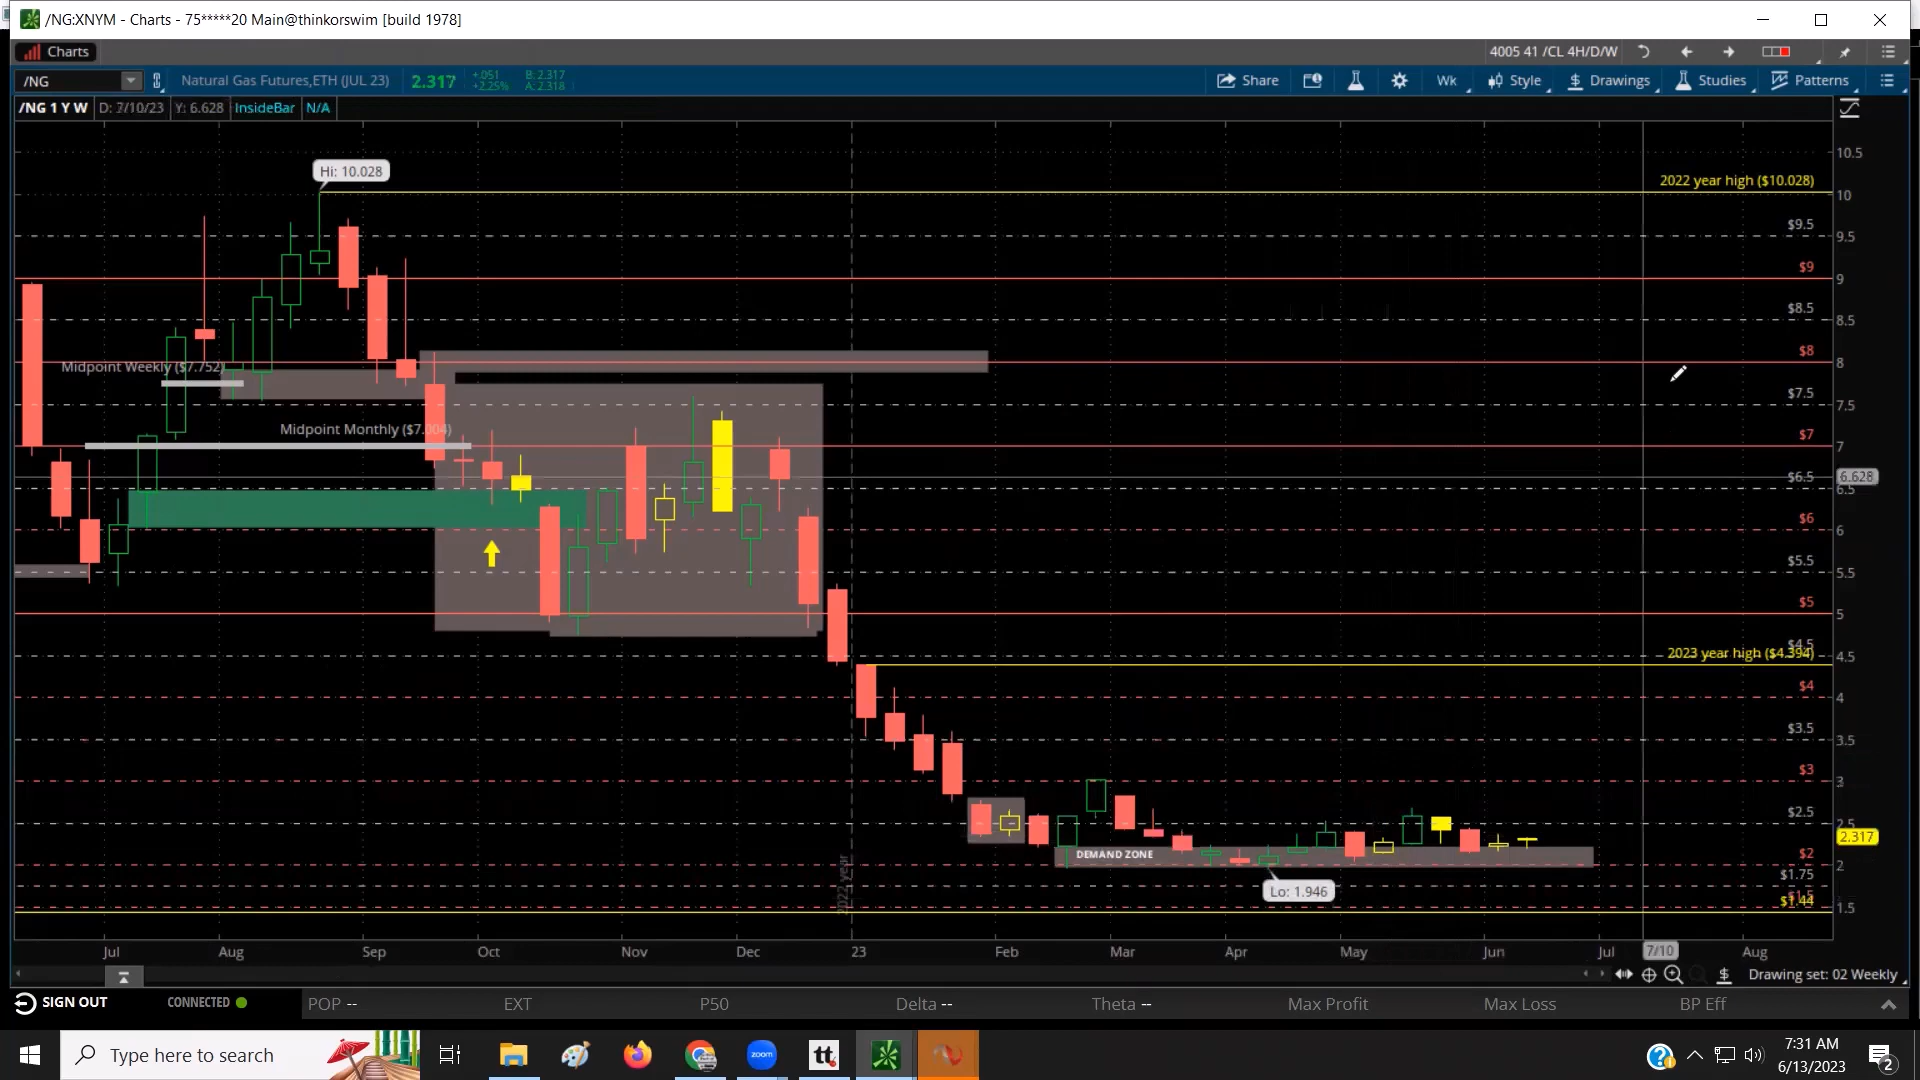 /NG:XNYM - Charts - 75*****20 Main@thinkorswim [build 1978]
Charts
4005 41 /CL 4H/D/W
/NG
Natural Gas Futures,ETH (JUL 23)
2.317
+.051
+2.25%
B: 2.317
A: 2.318
Share
Wk
Style
$ Drawings
Studies
Patterns
/NG 1 Y W
D: 7/10/23
Y: 6.628
InsideBar
N/A
10.5
Hi: 10.028
2022 year high ($10.028)
10
$9.5
9.5
$9
9
$8.5
8.5
$8
8
Midpoint Weekly ($7.752)
$7.5
7.5
Midpoint Monthly ($7.004)
$7
7
$6.5
6.628
6.5
$6
6
$5.5
5.5
$5
5
$4.5
2023 year high ($4.394)
4.5
$4
4
$3.5
3.5
$3
3
$2.5
2.5
2.317
DEMAND ZONE
$2
2
$1.75
Lo: 1.946
$1.5
$1.44
1.5
2022 year
Jul
Aug
Sep
Oct
Nov
Dec
23
Feb
Mar
Apr
May
Jun
Jul
7/10
Aug
$
Drawing set: 02 Weekly
SIGN OUT
CONNECTED
POP --
EXT
P50
Delta --
Theta --
Max Profit
Max Loss
BP Eff
Type here to search
zoom
tt
7:31 AM
6/13/2023
2